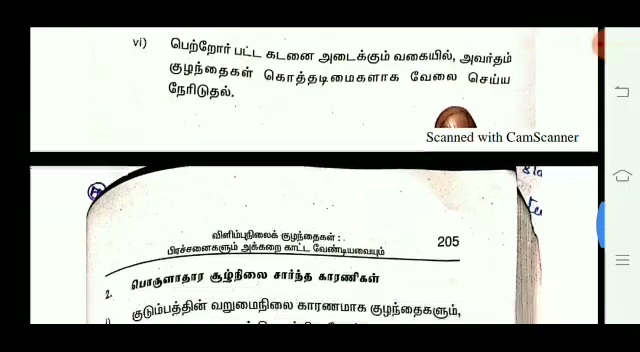 vi) பெற்றோர் பட்ட கடனை அடைக்கும் வகையில், அவர்தம்
குழந்தைகள் கொத்தடிமைகளாக வேலை செய்ய
நேரிடுதல்.
Scanned with CamScanner
விளிம்புநிலைக் குழந்தைகள் :
பிரச்சனைகளும் அக்கறை காட்ட வேண்டியவையும்
205
2. பொருளாதார சூழ்நிலை சார்ந்த காரணிகள்
i) குடும்பத்தின் வறுமைநிலை காரணமாக குழந்தைகளும்,